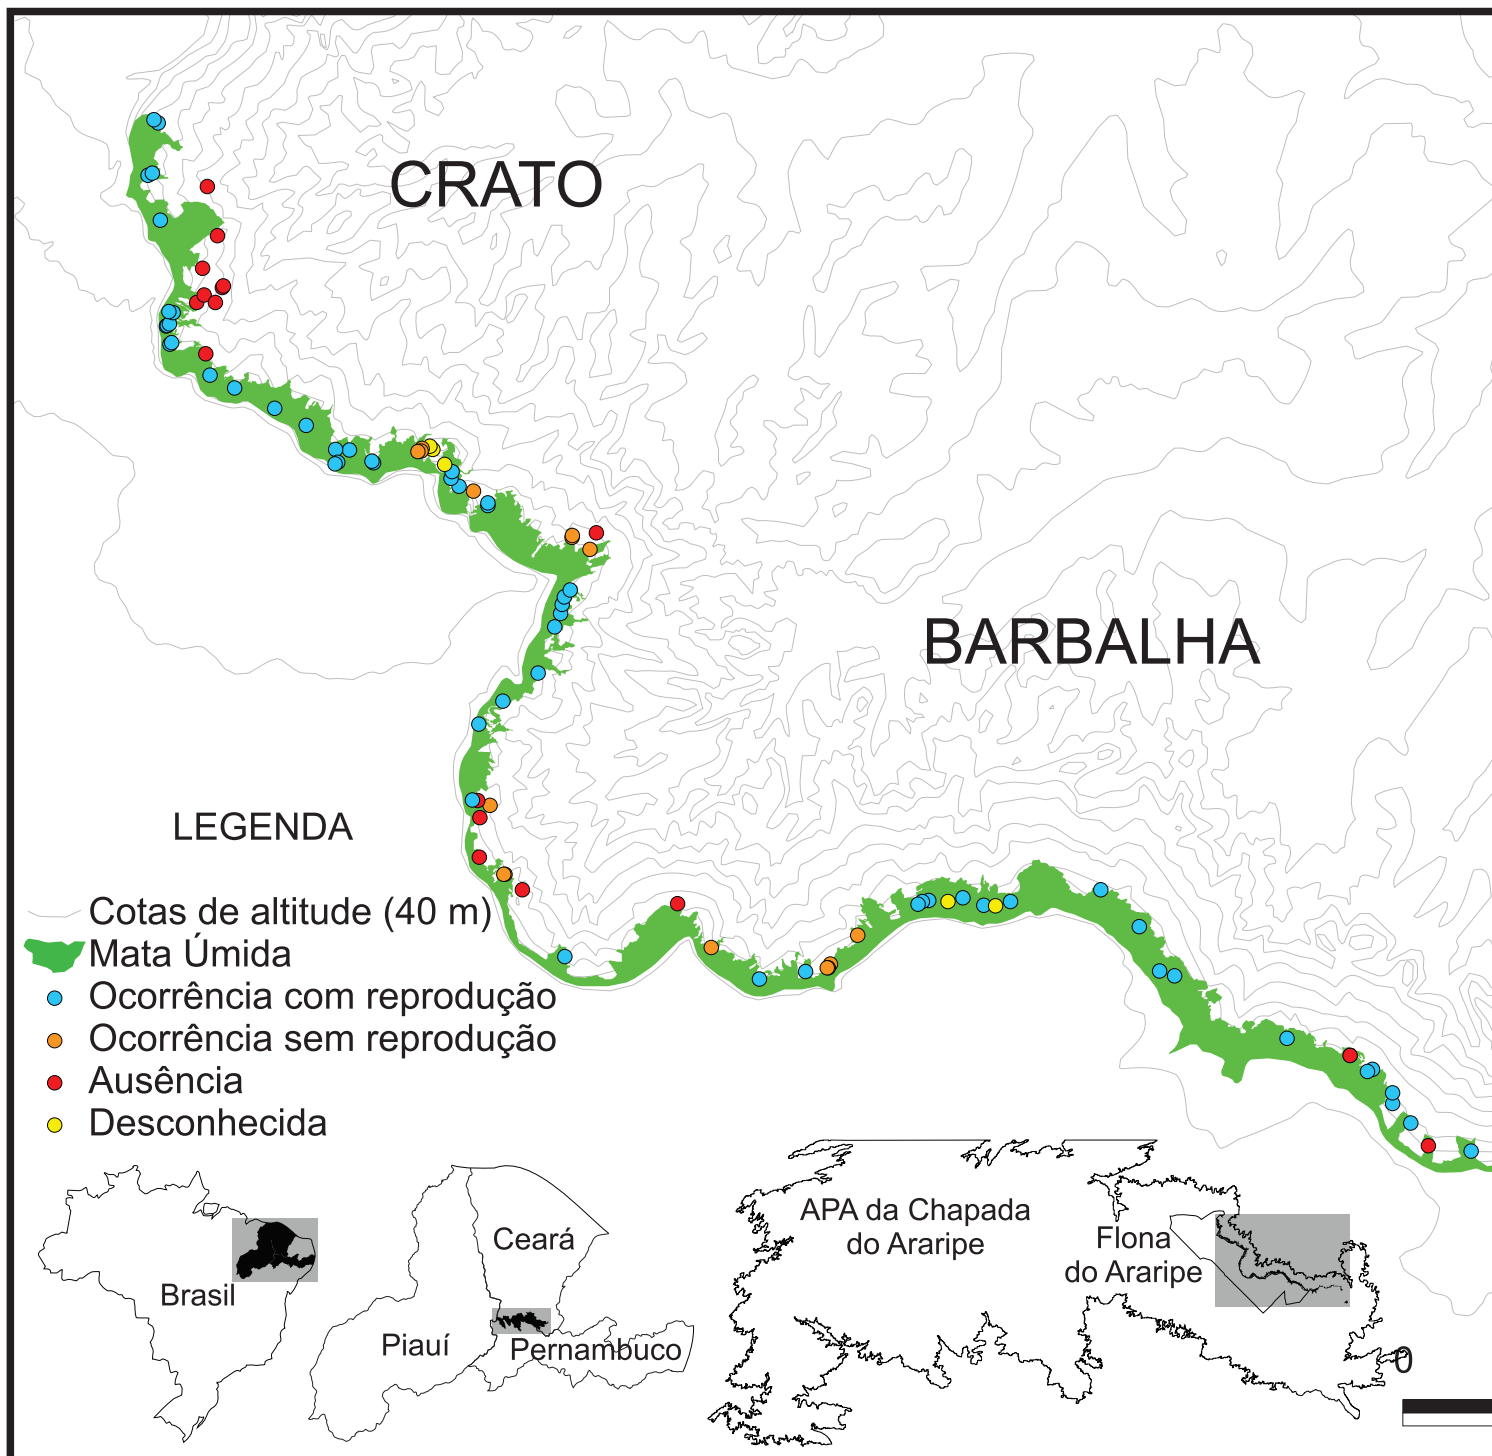 CRATO
BARBALHA
LEGENDA
Cotas de altitude (40 m)
Mata Úmida
Ocorrência com reprodução
Ocorrência sem reprodução
Ausência
Desconhecida
Brasil
Ceará
Piauí
Pernambuco
APA da Chapada
do Araripe
Flona
do Araripe
0